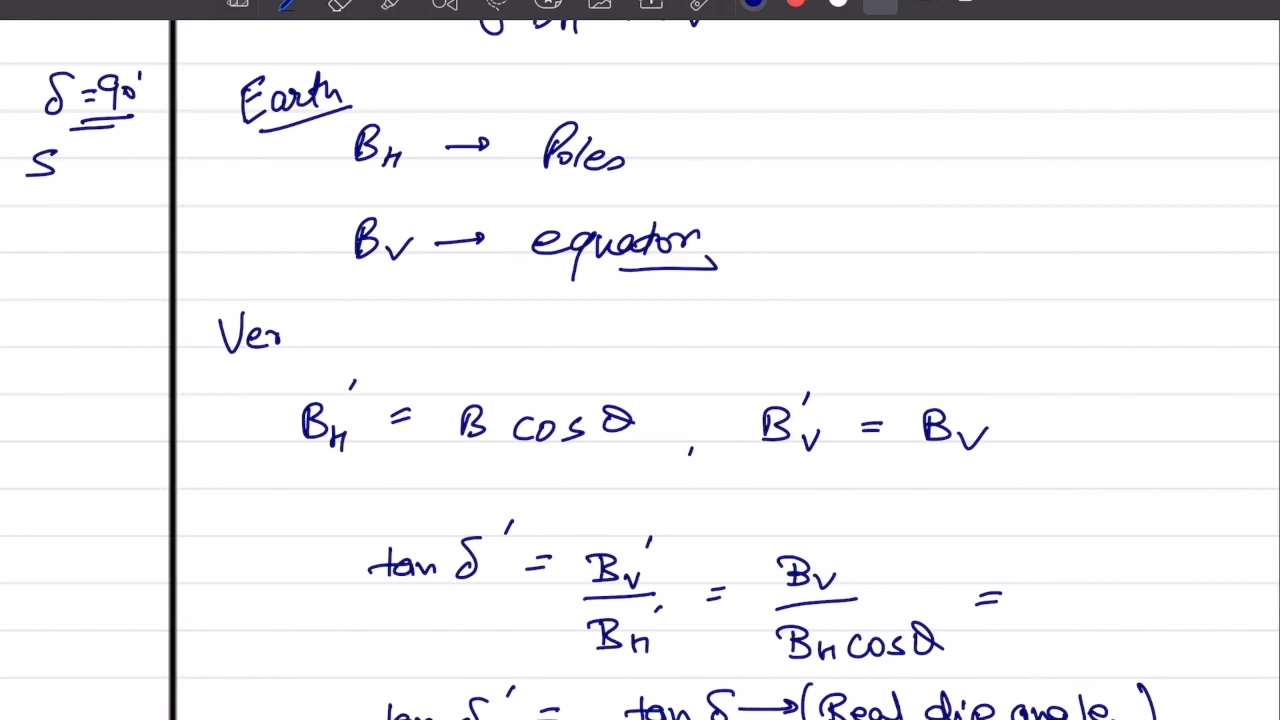 δ = 90'
S
Earth
B_H → Poles
B_V → equator
Ver
B_H' = B cos θ , B_V' = B_V
tan δ' = B_V' / B_H' = B_V / B_H cos θ =
tan δ' = tan δ → (Real dip angle)